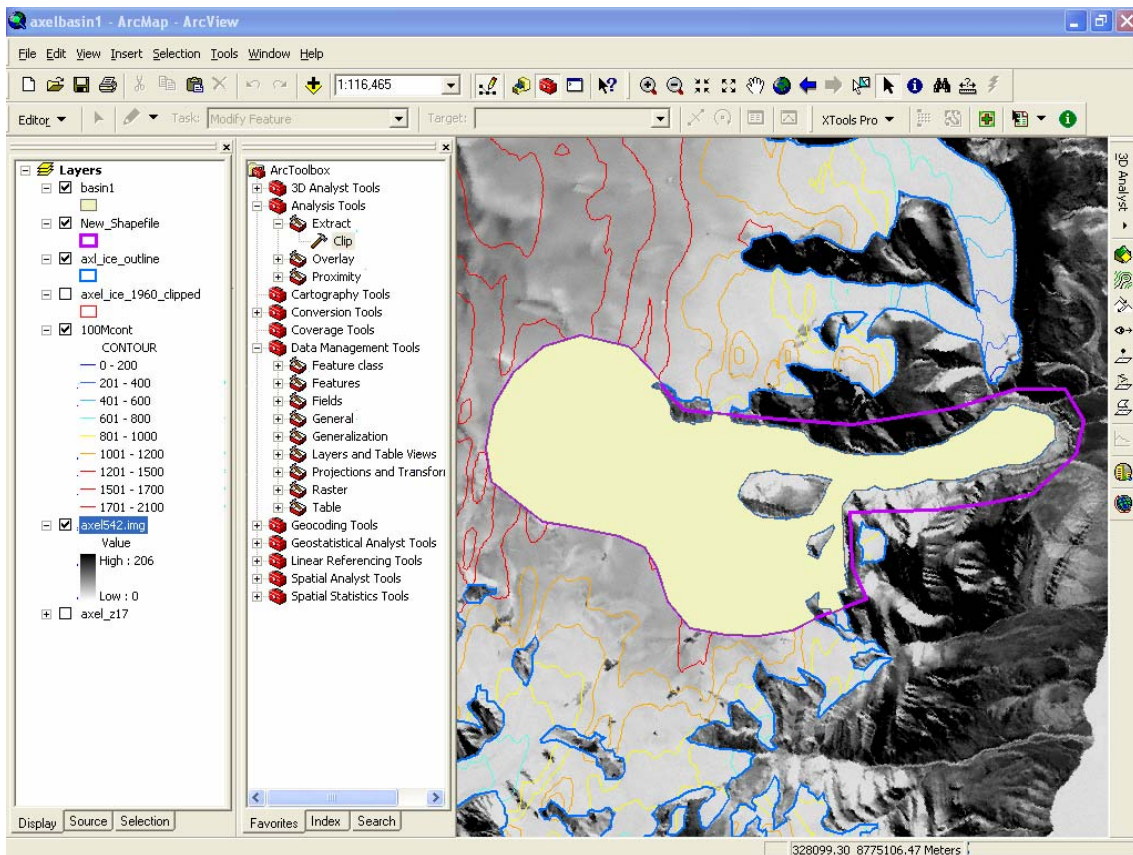 axelbasin1 - ArcMap - ArcView
File Edit View Insert Selection Tools Window Help
1:116,465
Editor Task: Modify Feature Target: XTools Pro
Layers
basin1
New_Shapefile
axl_ice_outline
axel_ice_1960_clipped
100Mcont
CONTOUR
0 - 200
201 - 400
401 - 600
601 - 800
801 - 1000
1001 - 1200
1201 - 1500
1501 - 1700
1701 - 2100
axel542.img
Value
High : 206
Low : 0
axel_z17
Display Source Selection
ArcToolbox
3D Analyst Tools
Analysis Tools
Extract
Clip
Overlay
Proximity
Cartography Tools
Conversion Tools
Coverage Tools
Data Management Tools
Feature class
Features
Fields
General
Generalization
Layers and Table Views
Projections and Transfor
Raster
Table
Geocoding Tools
Geostatistical Analyst Tools
Linear Referencing Tools
Spatial Analyst Tools
Spatial Statistics Tools
Favorites Index Search
3D Analyst
328099.30 8775106.47 Meters